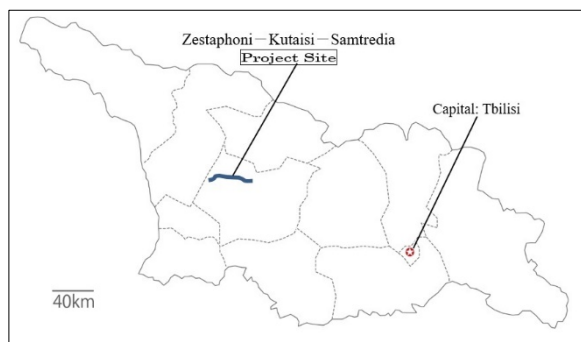 Zestaphoni－Kutaisi－Samtredia
Project Site
Capital: Tbilisi
40km